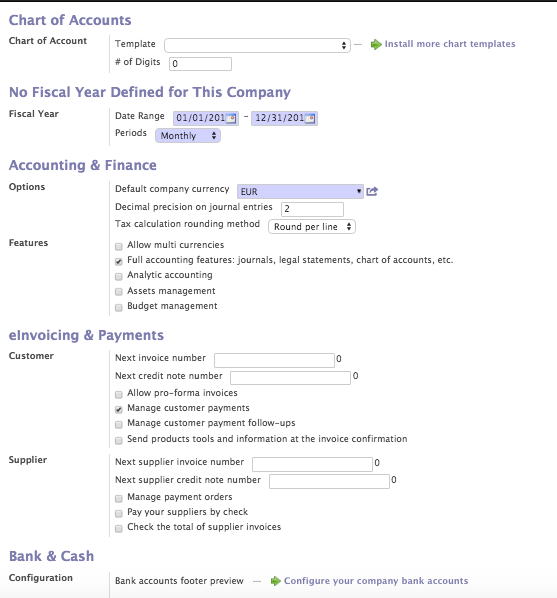 Chart of Accounts
Chart of Account Template — Install more chart templates
# of Digits 0
No Fiscal Year Defined for This Company
Fiscal Year Date Range 01/01/201 - 12/31/201
Periods Monthly
Accounting & Finance
Options Default company currency EUR
Decimal precision on journal entries 2
Tax calculation rounding method Round per line
Features Allow multi currencies
Full accounting features: journals, legal statements, chart of accounts, etc.
Analytic accounting
Assets management
Budget management
eInvoicing & Payments
Customer Next invoice number 0
Next credit note number 0
Allow pro-forma invoices
Manage customer payments
Manage customer payment follow-ups
Send products tools and information at the invoice confirmation
Supplier Next supplier invoice number 0
Next supplier credit note number 0
Manage payment orders
Pay your suppliers by check
Check the total of supplier invoices
Bank & Cash
Configuration Bank accounts footer preview — Configure your company bank accounts